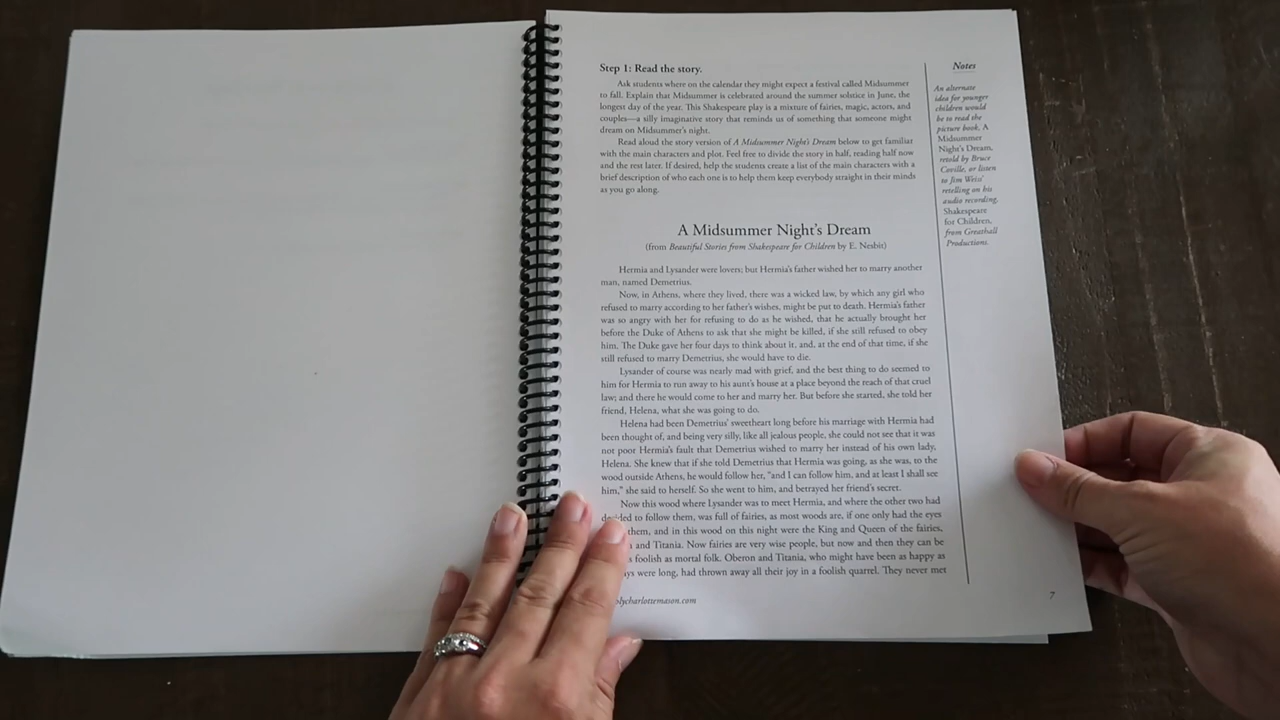 Step 1: Read the story.
Ask students where on the calendar they might expect a festival called Midsummer
to fall. Explain that Midsummer is celebrated around the summer solstice in June, the
longest day of the year. This Shakespeare play is a mixture of fairies, magic, actors, and
couples—a silly imaginative story that reminds us of something that someone might
dream on Midsummer's night.
Read aloud the story version of A Midsummer Night's Dream below to get familiar
with the main characters and plot. Feel free to divide the story in half, reading half now
and the rest later. If desired, help the students create a list of the main characters with a
brief description of who each one is to help them keep everybody straight in their minds
as you go along.
A Midsummer Night's Dream
(from Beautiful Stories from Shakespeare for Children by E. Nesbit)
Hermia and Lysander were lovers; but Hermia's father wished her to marry another
man, named Demetrius.
Now, in Athens, where they lived, there was a wicked law, by which any girl who
refused to marry according to her father's wishes, might be put to death. Hermia's father
was so angry with her for refusing to do as he wished, that he actually brought her
before the Duke of Athens to ask that she might be killed, if she still refused to obey
him. The Duke gave her four days to think about it, and, at the end of that time, if she
still refused to marry Demetrius, she would have to die.
Lysander of course was nearly mad with grief, and the best thing to do seemed to
him for Hermia to run away to his aunt's house at a place beyond the reach of that cruel
law; and there he would come to her and marry her. But before she started, she told her
friend, Helena, what she was going to do.
Helena had been Demetrius' sweetheart long before his marriage with Hermia had
been thought of, and being very silly, like all jealous people, she could not see that it was
not poor Hermia's fault that Demetrius wished to marry her instead of his own lady,
Helena. She knew that if she told Demetrius that Hermia was going, as she was, to the
wood outside Athens, he would follow her, "and I can follow him, and at least I shall see
him," she said to herself. So she went to him, and betrayed her friend's secret.
Now this wood where Lysander was to meet Hermia, and where the other two had
decided to follow them, was full of fairies, as most woods are, if one only had the eyes
them, and in this wood on this night were the King and Queen of the fairies,
and Titania. Now fairies are very wise people, but now and then they can be
foolish as mortal folk. Oberon and Titania, who might have been as happy as
were long, had thrown away all their joy in a foolish quarrel. They never met
plycharlottemason.com
7
Notes
An alternate
idea for younger
children would
be to read the
picture book, A
Midsummer
Night's Dream,
retold by Bruce
Coville, or listen
to Jim Weiss'
retelling on his
audio recording,
Shakespeare
for Children,
from Greathall
Productions.